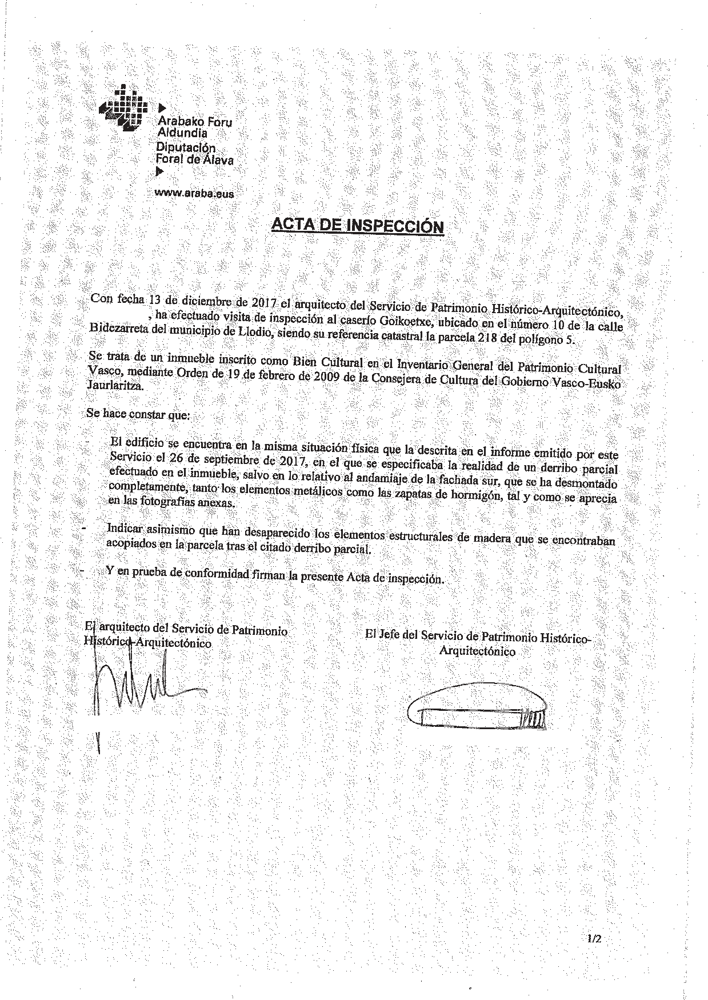 Arabako Foru
Aldundia
Diputación
Foral de Álava
www.araba.eus
ACTA DE INSPECCIÓN
Con fecha 13 de diciembre de 2017 el arquitecto del Servicio de Patrimonio Histórico-Arquitectónico,
, ha efectuado visita de inspección al caserío Goikoetxe, ubicado en el número 10 de la calle
Bidezarreta del municipio de Llodio, siendo su referencia catastral la parcela 218 del polígono 5.
Se trata de un inmueble inscrito como Bien Cultural en el Inventario General del Patrimonio Cultural
Vasco, mediante Orden de 19 de febrero de 2009 de la Consejera de Cultura del Gobierno Vasco-Eusko
Jaurlaritza.
Se hace constar que:
- El edificio se encuentra en la misma situación física que la descrita en el informe emitido por este
Servicio el 26 de septiembre de 2017, en el que se especificaba la realidad de un derribo parcial
efectuado en el inmueble, salvo en lo relativo al andamiaje de la fachada sur, que se ha desmontado
completamente, tanto los elementos metálicos como las zapatas de hormigón, tal y como se aprecia
en las fotografías anexas.
- Indicar asimismo que han desaparecido los elementos estructurales de madera que se encontraban
acopiados en la parcela tras el citado derribo parcial.
- Y en prueba de conformidad firman la presente Acta de inspección.
El arquitecto del Servicio de Patrimonio
Histórico-Arquitectónico
El Jefe del Servicio de Patrimonio Histórico-
Arquitectónico
1/2